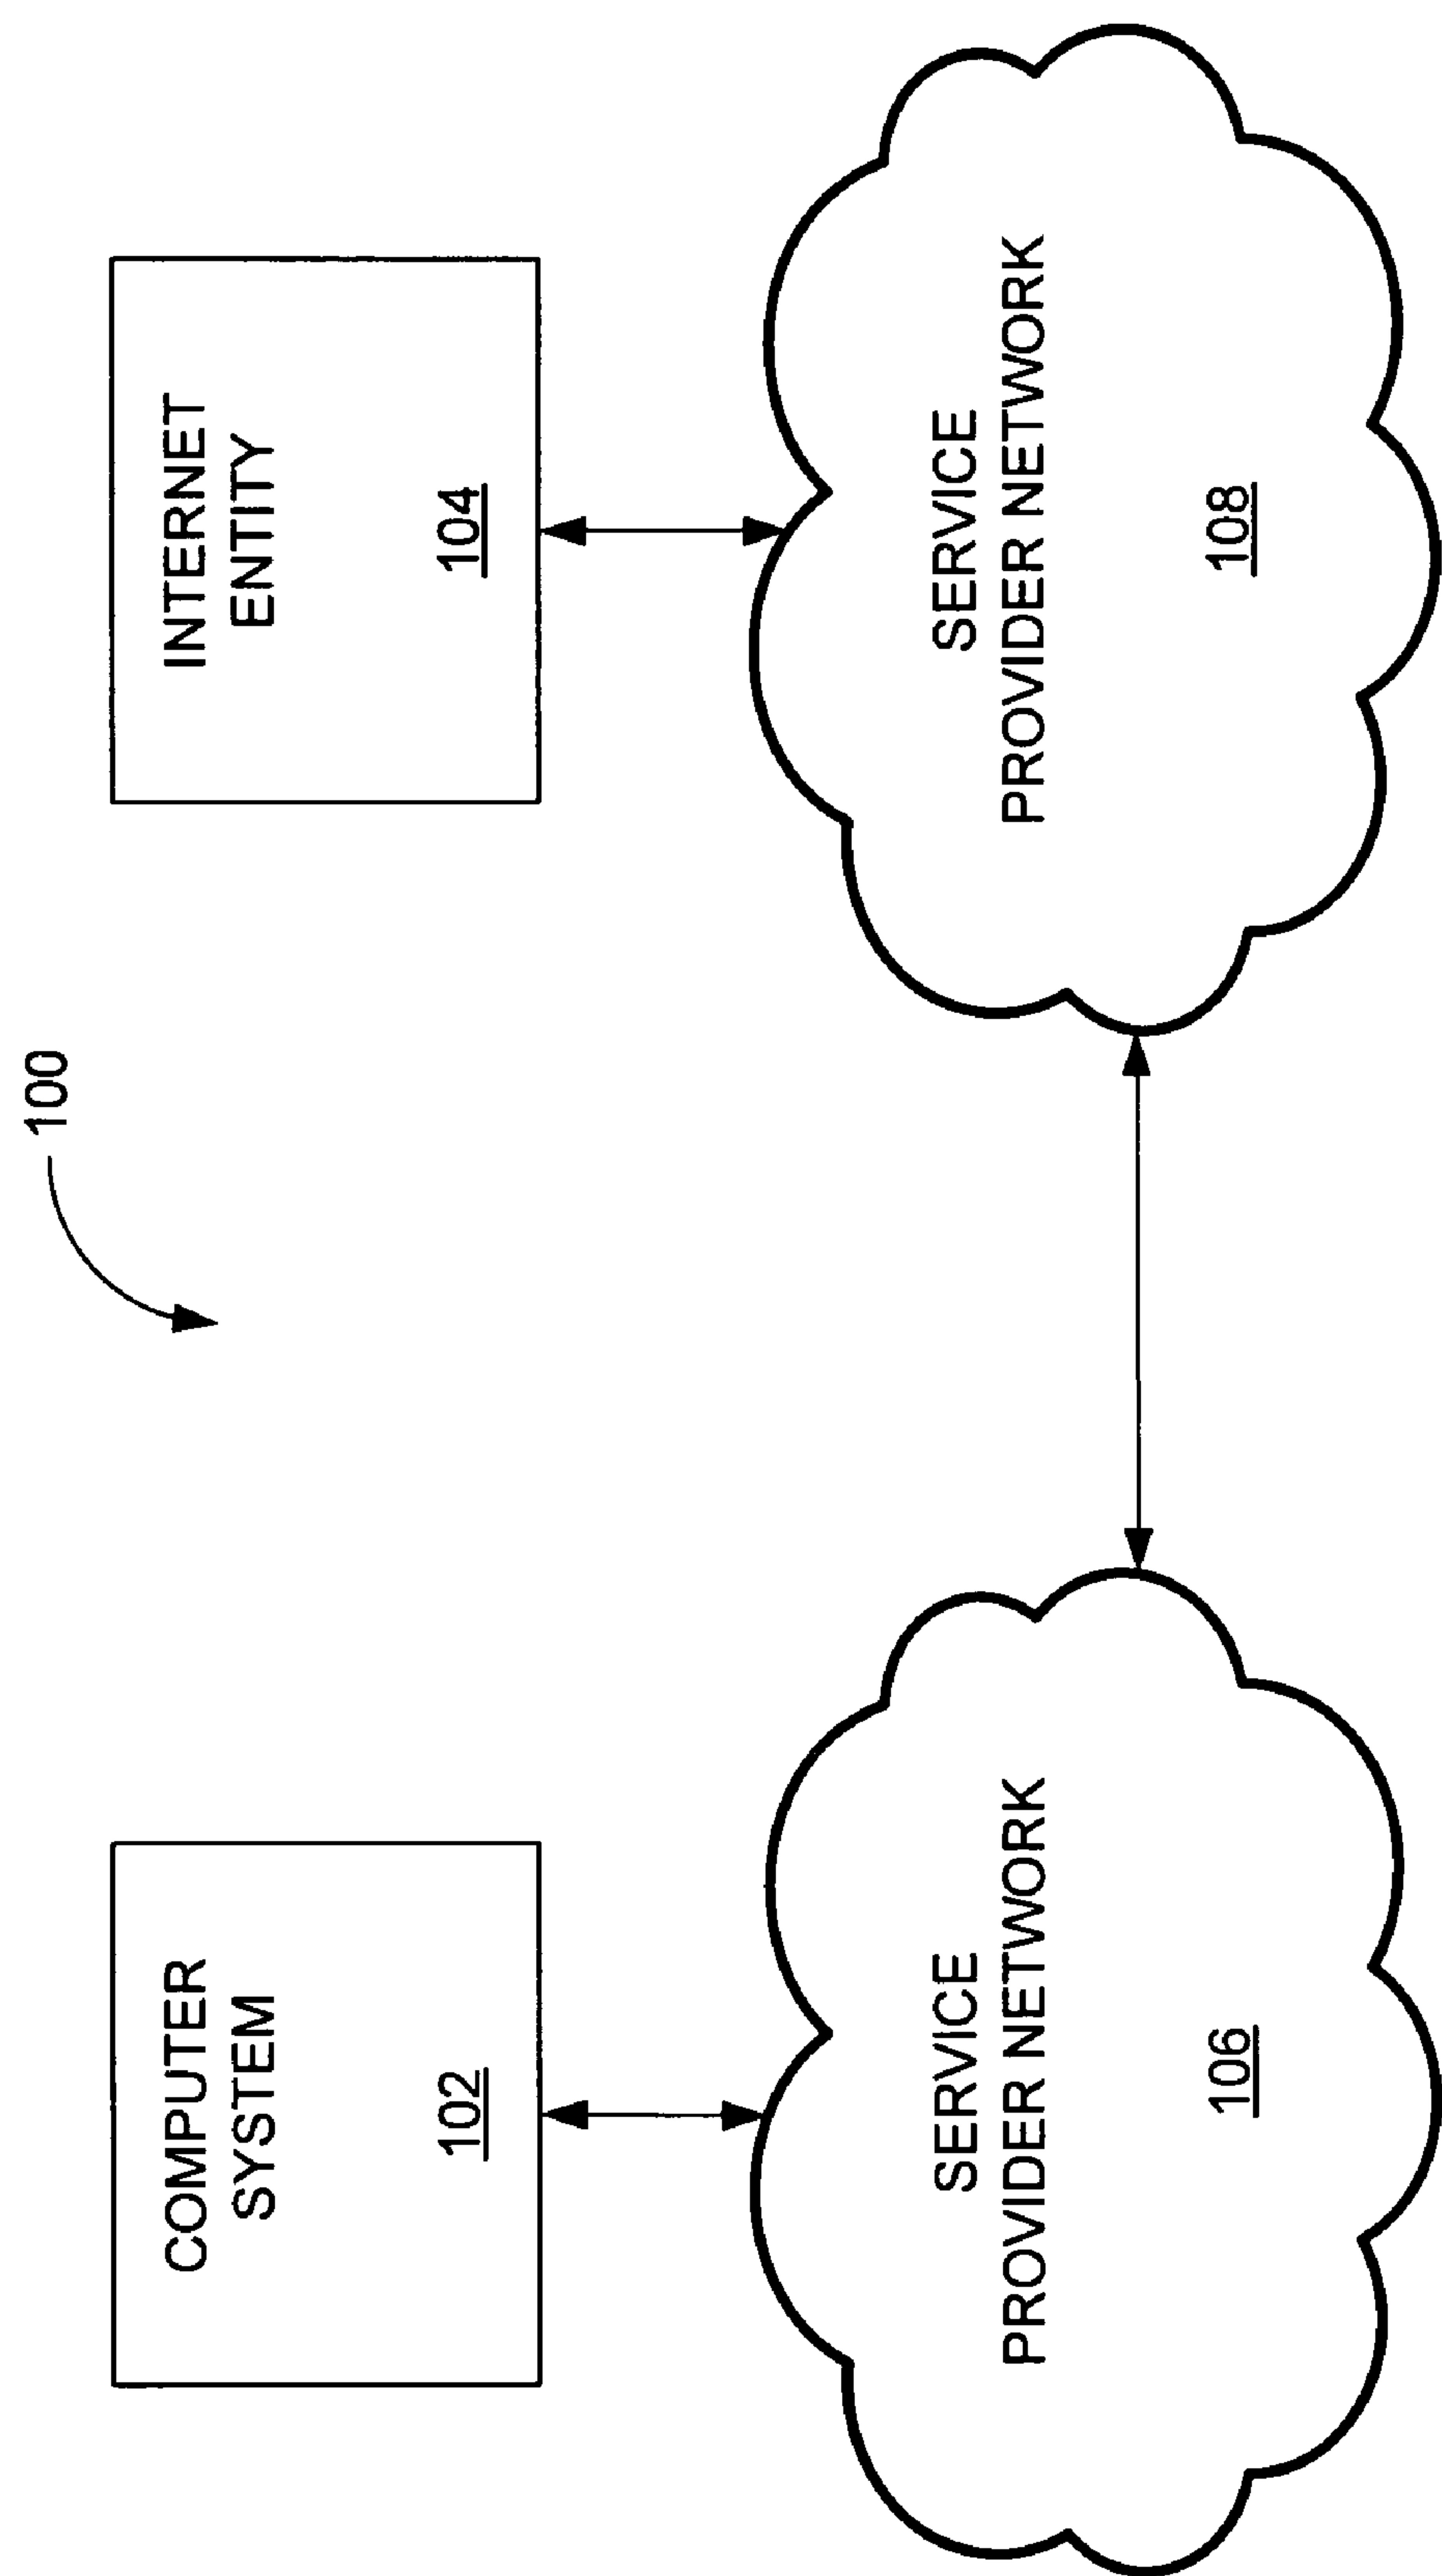 100
COMPUTER
SYSTEM
102
INTERNET
ENTITY
104
SERVICE
PROVIDER NETWORK
106
SERVICE
PROVIDER NETWORK
108